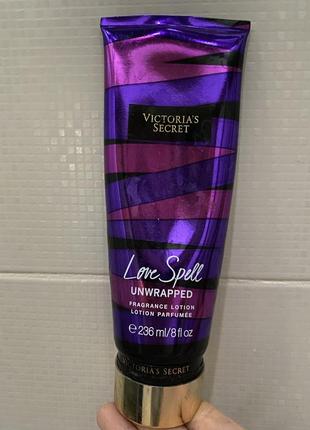 VICTORIA'S
SECRET
Love Spell
UNWRAPPED
FRAGRANCE LOTION
LOTION PARFUMÉE
℮ 236 ml/8 fl oz
VICTORIA'S SECRET